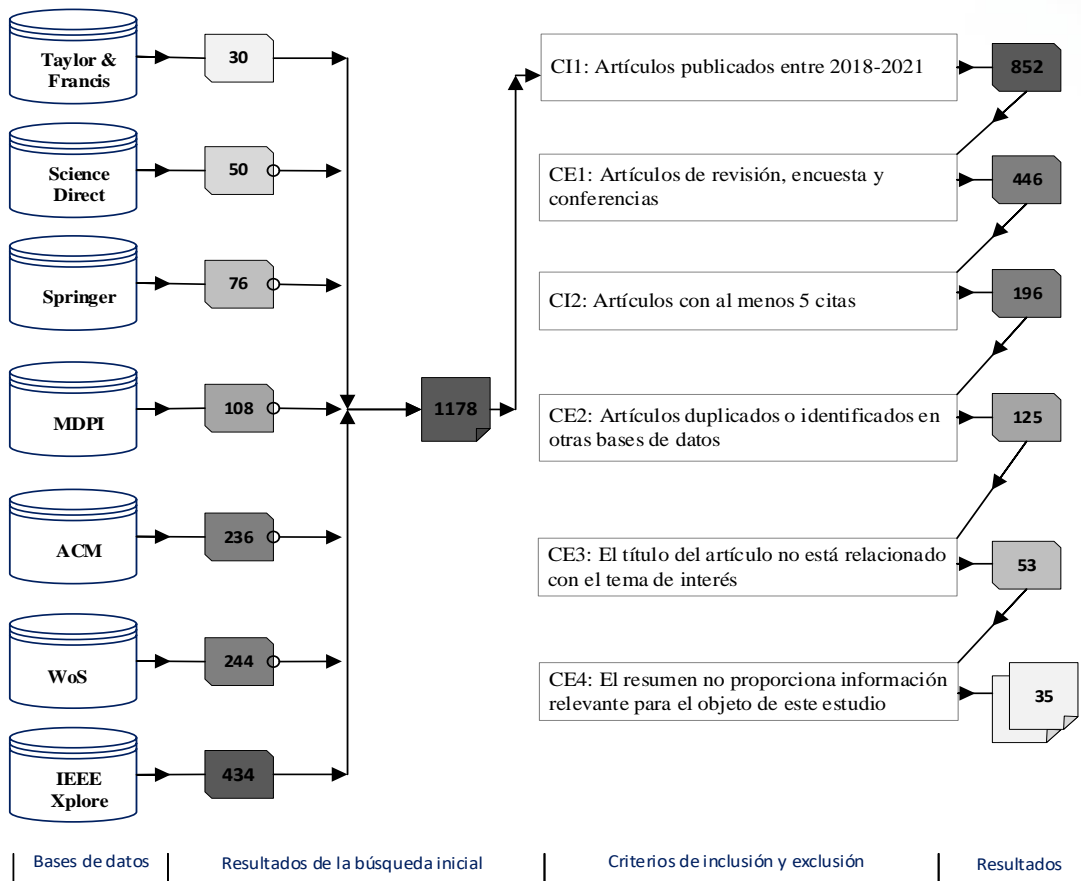 Taylor &
Francis
30
Science
Direct
50
Springer
76
MDPI
108
ACM
236
WoS
244
IEEE
Xplore
434
1178
CI1: Artículos publicados entre 2018-2021
852
CE1: Artículos de revisión, encuesta y
conferencias
446
CI2: Artículos con al menos 5 citas
196
CE2: Artículos duplicados o identificados en
otras bases de datos
125
CE3: El título del artículo no está relacionado
con el tema de interés
53
CE4: El resumen no proporciona información
relevante para el objeto de este estudio
35
Bases de datos
Resultados de la búsqueda inicial
Criterios de inclusión y exclusión
Resultados